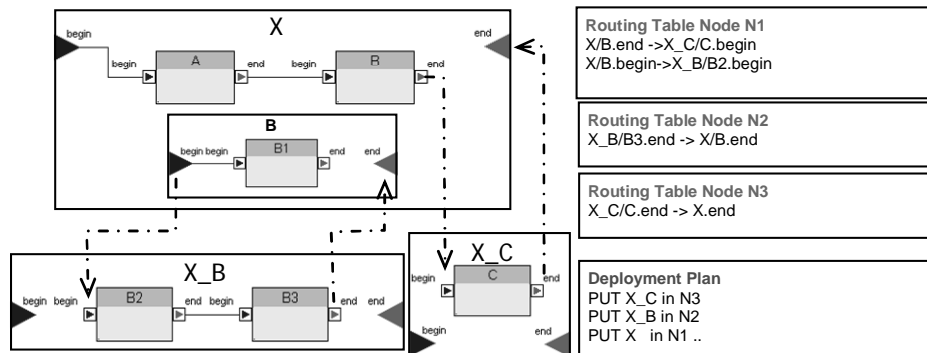 X
begin
end
A
begin
end
B
begin
end
B
B1
begin begin
end
end
X_B
begin
begin
B2
end
begin
B3
end
end
X_C
begin
C
end
begin
end
Routing Table Node N1
X/B.end ->X_C/C.begin
X/B.begin->X_B/B2.begin
Routing Table Node N2
X_B/B3.end -> X/B.end
Routing Table Node N3
X_C/C.end -> X.end
Deployment Plan
PUT X_C in N3
PUT X_B in N2
PUT X in N1 ..